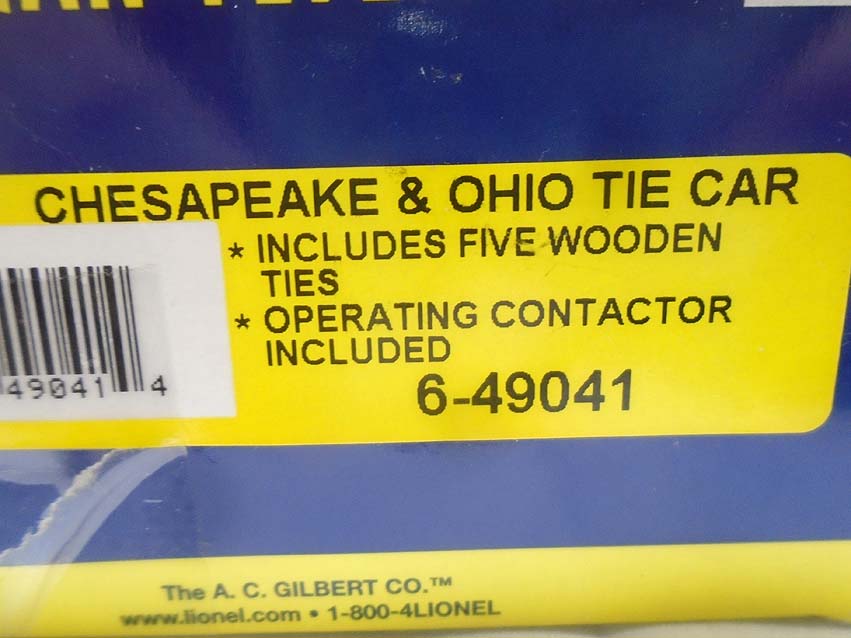 CHESAPEAKE & OHIO TIE CAR
* INCLUDES FIVE WOODEN
TIES
* OPERATING CONTACTOR
INCLUDED
6-49041
49041 4
The A. C. GILBERT CO.™
www.lionel.com • 1-800-4LIONEL